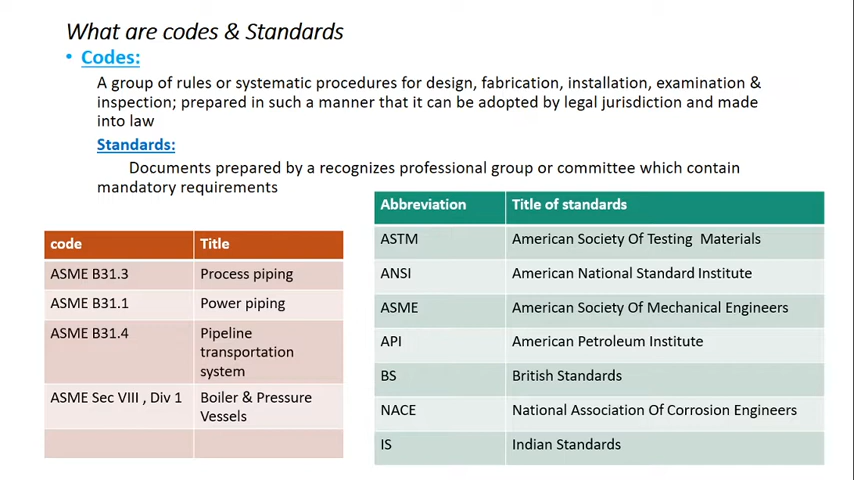 What are codes & Standards
• Codes:
A group of rules or systematic procedures for design, fabrication, installation, examination &
inspection; prepared in such a manner that it can be adopted by legal jurisdiction and made
into law
Standards:
Documents prepared by a recognizes professional group or committee which contain
mandatory requirements
code Title
ASME B31.3 Process piping
ASME B31.1 Power piping
ASME B31.4 Pipeline
transportation
system
ASME Sec VIII , Div 1 Boiler & Pressure
Vessels
Abbreviation Title of standards
ASTM American Society Of Testing Materials
ANSI American National Standard Institute
ASME American Society Of Mechanical Engineers
API American Petroleum Institute
BS British Standards
NACE National Association Of Corrosion Engineers
IS Indian Standards